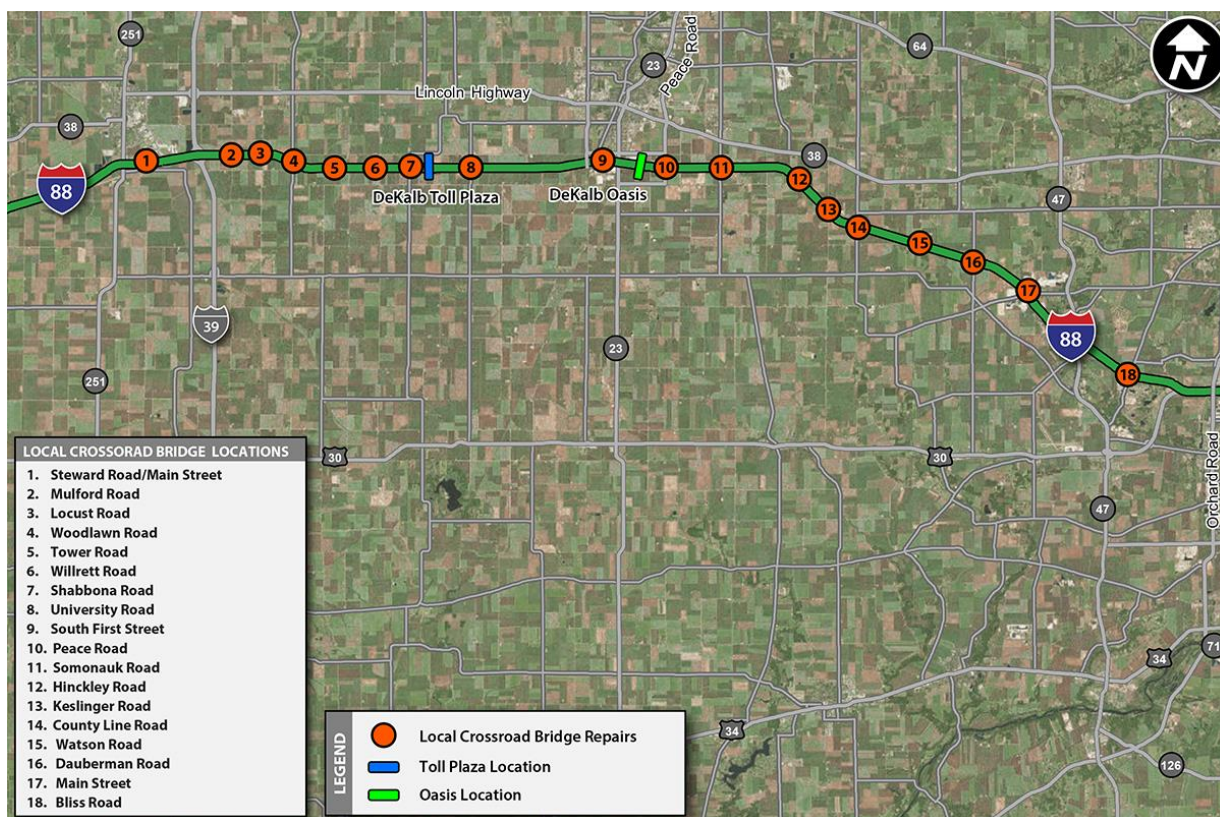 251
64
N
23
Peace Road
Lincoln Highway
38
1
2
3
4
5
6
7
8
9
10
11
38
12
88
DeKalb Toll Plaza
DeKalb Oasis
13
47
14
15
16
17
39
23
88
251
18
LOCAL CROSSORAD BRIDGE LOCATIONS
1. Steward Road/Main Street
2. Mulford Road
3. Locust Road
4. Woodlawn Road
5. Tower Road
6. Willrett Road
7. Shabbona Road
8. University Road
9. South First Street
10. Peace Road
11. Somonauk Road
12. Hinckley Road
13. Keslinger Road
14. County Line Road
15. Watson Road
16. Dauberman Road
17. Main Street
18. Bliss Road
30
30
Orchard Road
47
71
34
34
126
LEGEND
Local Crossroad Bridge Repairs
Toll Plaza Location
Oasis Location